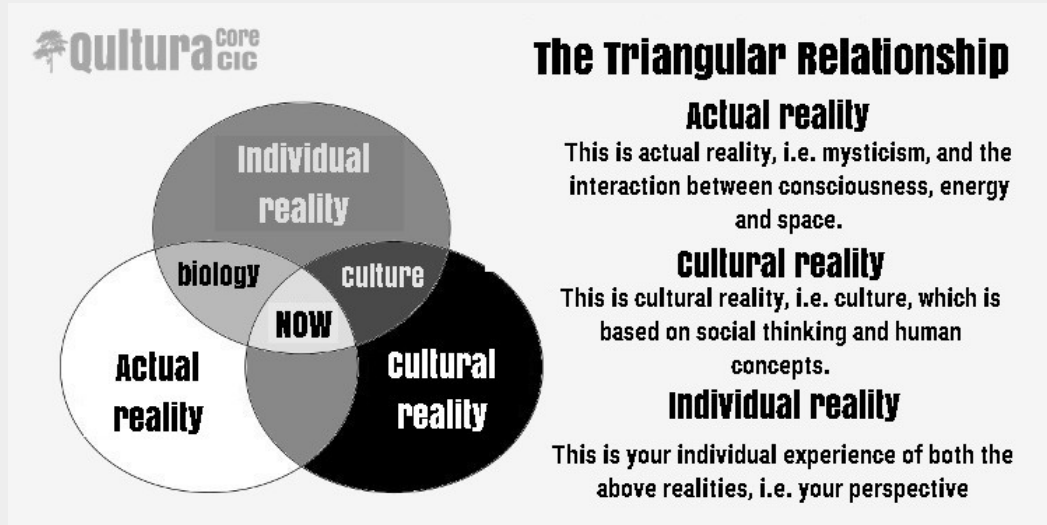 Qultura core CIC
The Triangular Relationship
Actual reality
This is actual reality, i.e. mysticism, and the
interaction between consciousness, energy
and space.
Cultural reality
This is cultural reality, i.e. culture, which is
based on social thinking and human
concepts.
Individual reality
This is your individual experience of both the
above realities, i.e. your perspective
Individual
reality
biology
culture
NOW
Actual
reality
Cultural
reality